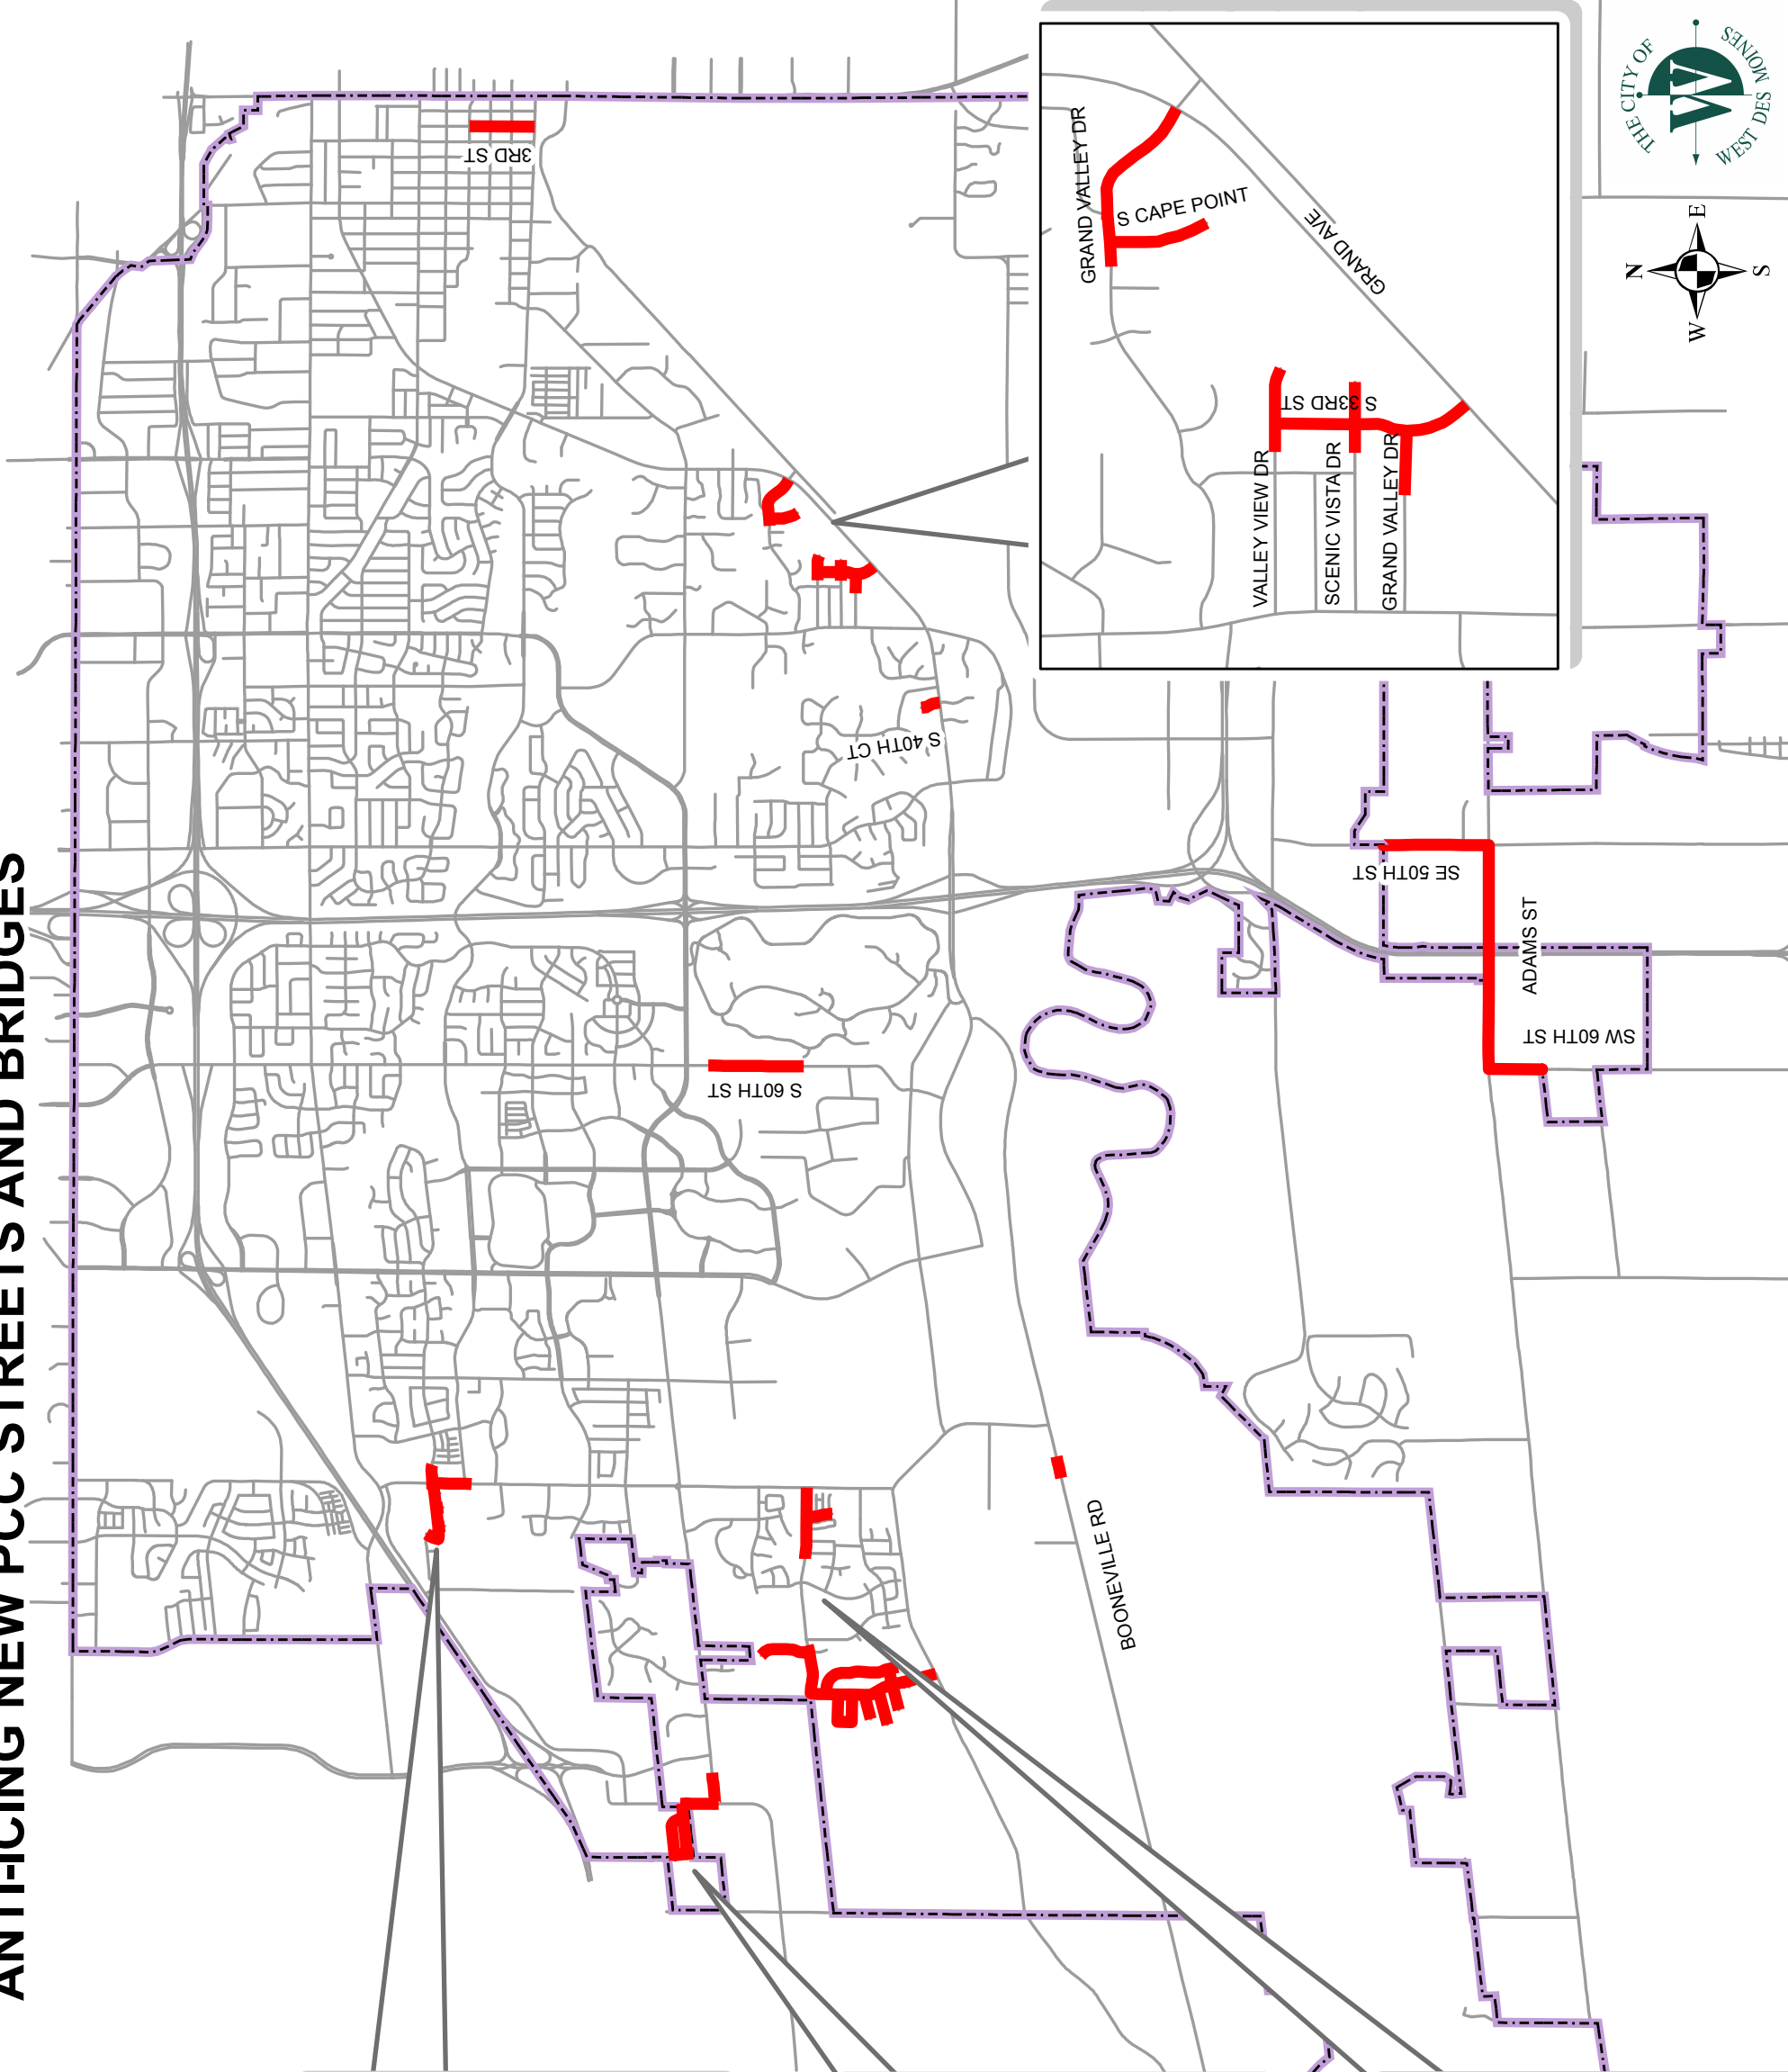 ANTI-ICING NEW PCC STREETS AND BRIDGES
THE CITY OF
WEST DES MOINES
W
N
E
S
W
3RD ST
GRAND VALLEY DR
S CAPE POINT
GRAND AVE
S 33RD ST
VALLEY VIEW DR
SCENIC VISTA DR
GRAND VALLEY DR
S 40TH CT
SE 50TH ST
ADAMS ST
SW 60TH ST
S 60TH ST
BOONEVILLE RD